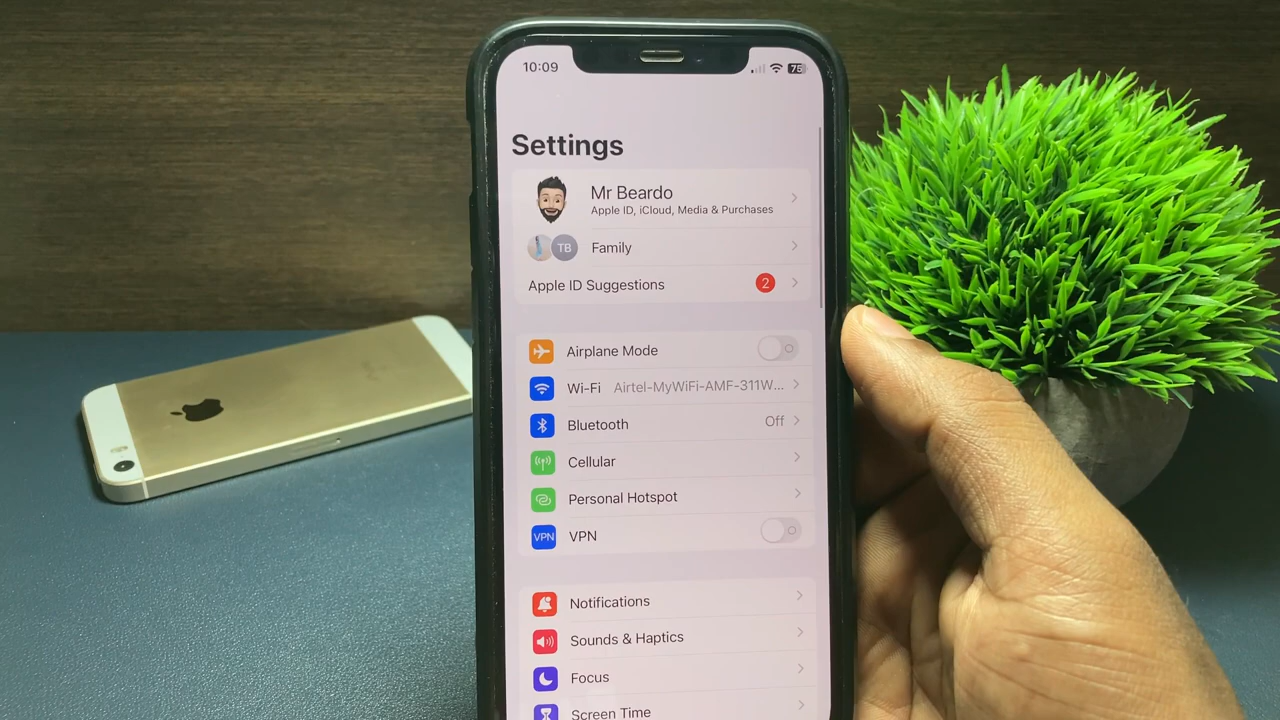 10:09
75
Settings
Mr Beardo
Apple ID, iCloud, Media & Purchases
TB
Family
Apple ID Suggestions 2
Airplane Mode
Wi-Fi Airtel-MyWiFi-AMF-311W...
Bluetooth Off
Cellular
Personal Hotspot
VPN VPN
Notifications
Sounds & Haptics
Focus
Screen Time